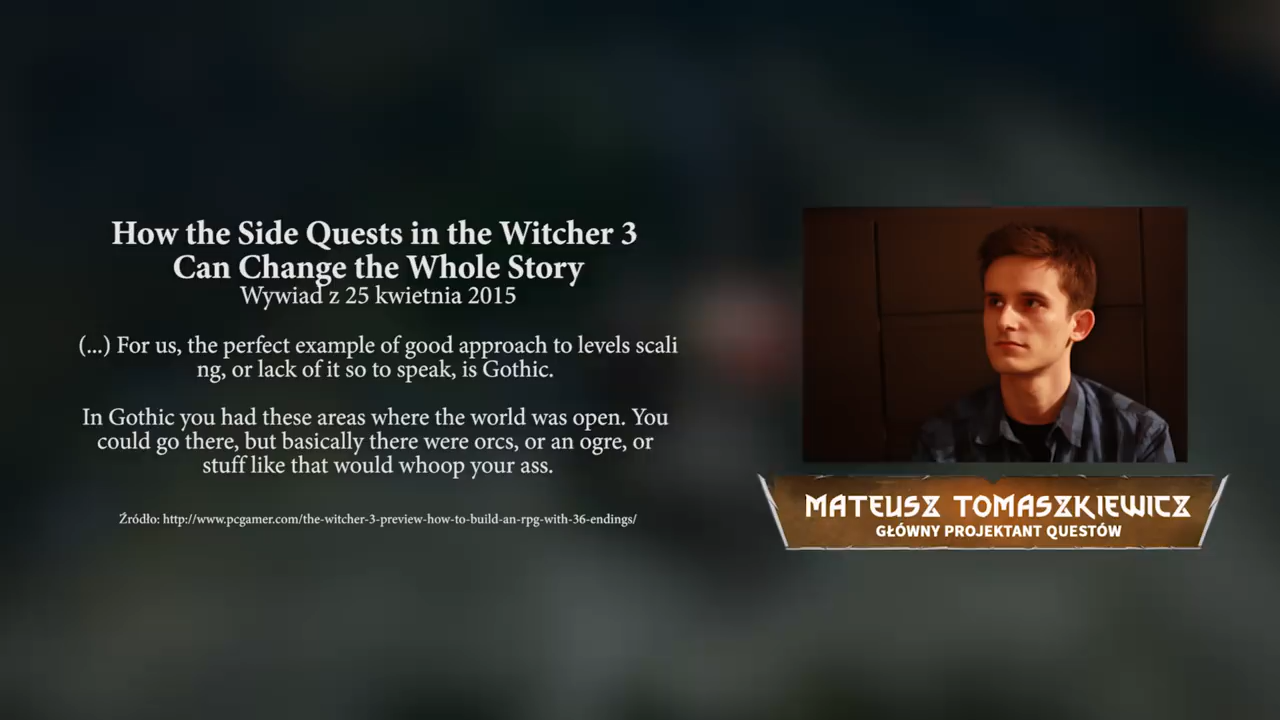 How the Side Quests in the Witcher 3
Can Change the Whole Story
Wywiad z 25 kwietnia 2015
(...) For us, the perfect example of good approach to levels scali
ng, or lack of it so to speak, is Gothic.
In Gothic you had these areas where the world was open. You
could go there, but basically there were orcs, or an ogre, or
stuff like that would whoop your ass.
Źródło: http://www.pcgamer.com/the-witcher-3-preview-how-to-build-an-rpg-with-36-endings/
MATEUSZ TOMASZKIEWICZ
GŁÓWNY PROJEKTANT QUESTÓW